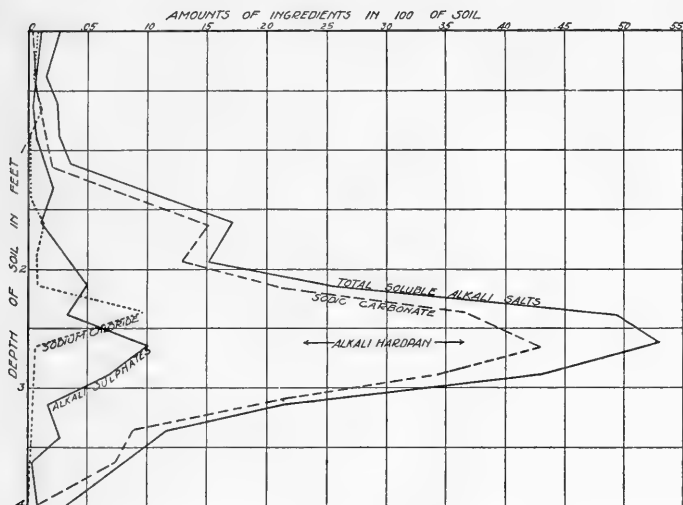 AMOUNTS OF INGREDIENTS IN 100 OF SOIL
0 .05 .10 .15 .20 .25 .30 .35 .40 .45 .50 .55
DEPTH OF SOIL IN FEET
1
2
TOTAL SOLUBLE ALKALI SALTS
SODIC CARBONATE
SODIUM CHLORIDE
ALKALI HARDPAN
ALKALI SULPHATES
3
4